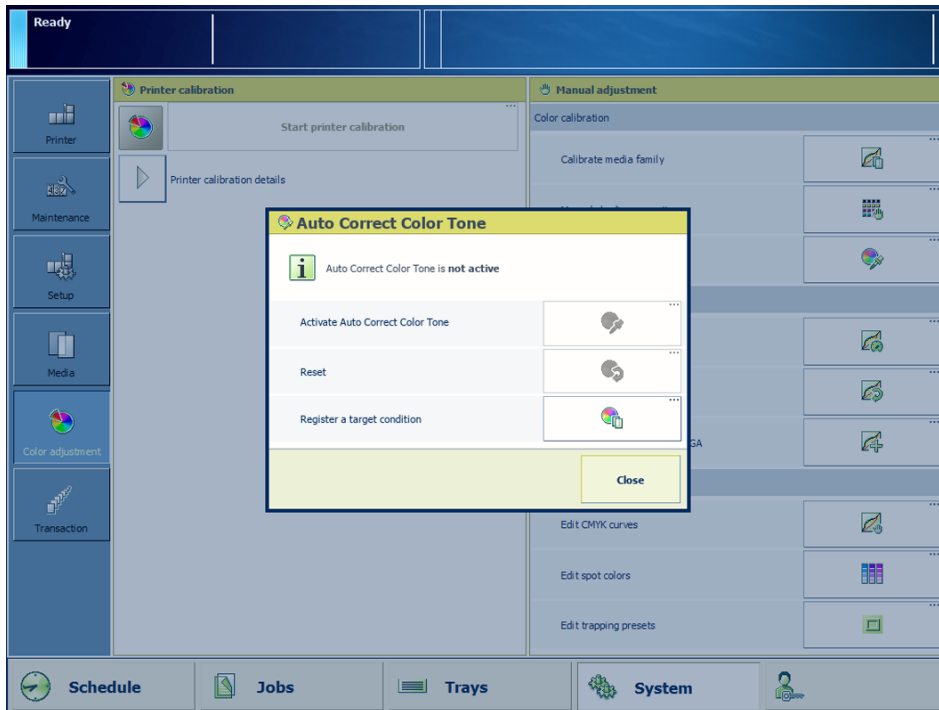 Ready
Printer calibration
Start printer calibration
Printer calibration details
Printer
Maintenance
Setup
Media
Color adjustment
Transaction
Manual adjustment
Color calibration
Calibrate media family
GA
Edit CMYK curves
Edit spot colors
Edit trapping presets
Auto Correct Color Tone
Auto Correct Color Tone is not active
Activate Auto Correct Color Tone
Reset
Register a target condition
Close
Schedule
Jobs
Trays
System